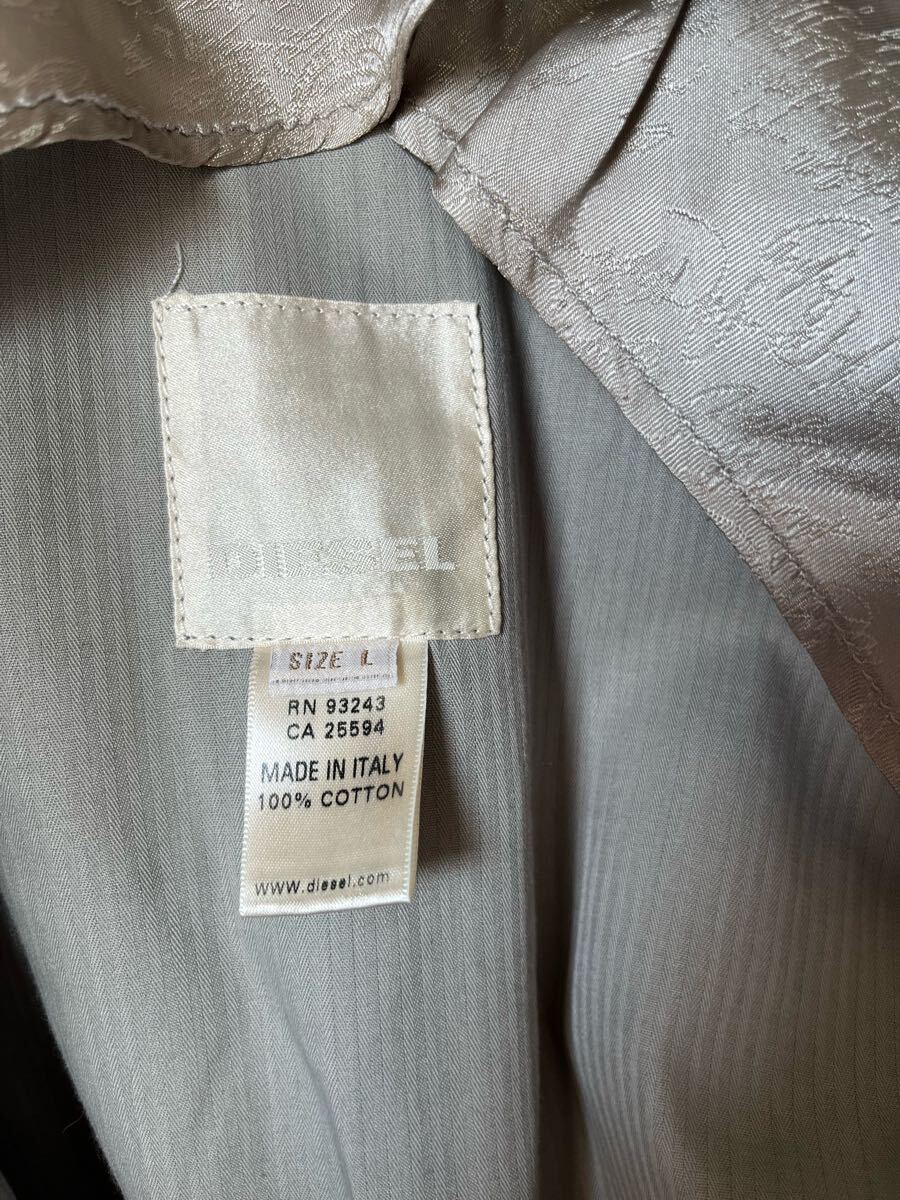 DIESEL
SIZE L
RN 93243
CA 25594
MADE IN ITALY
100% COTTON
www.diesel.com